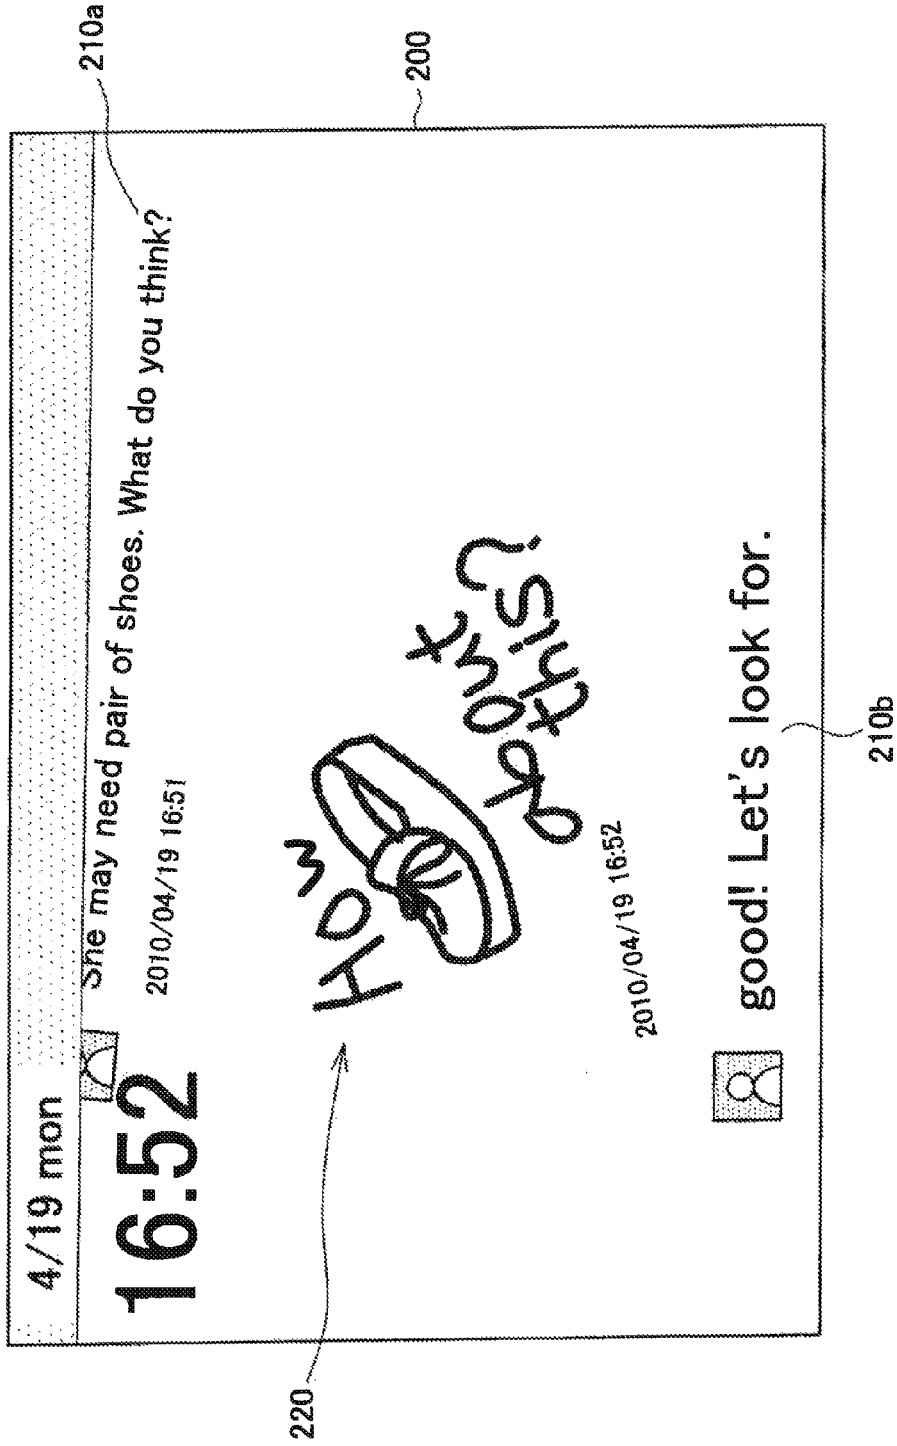 4/19 mon
16:52
She may need pair of shoes. What do you think?
210a
2010/04/19 16:51
200
HOW
about
this?
220
2010/04/19 16:52
good! Let's look for.
210b